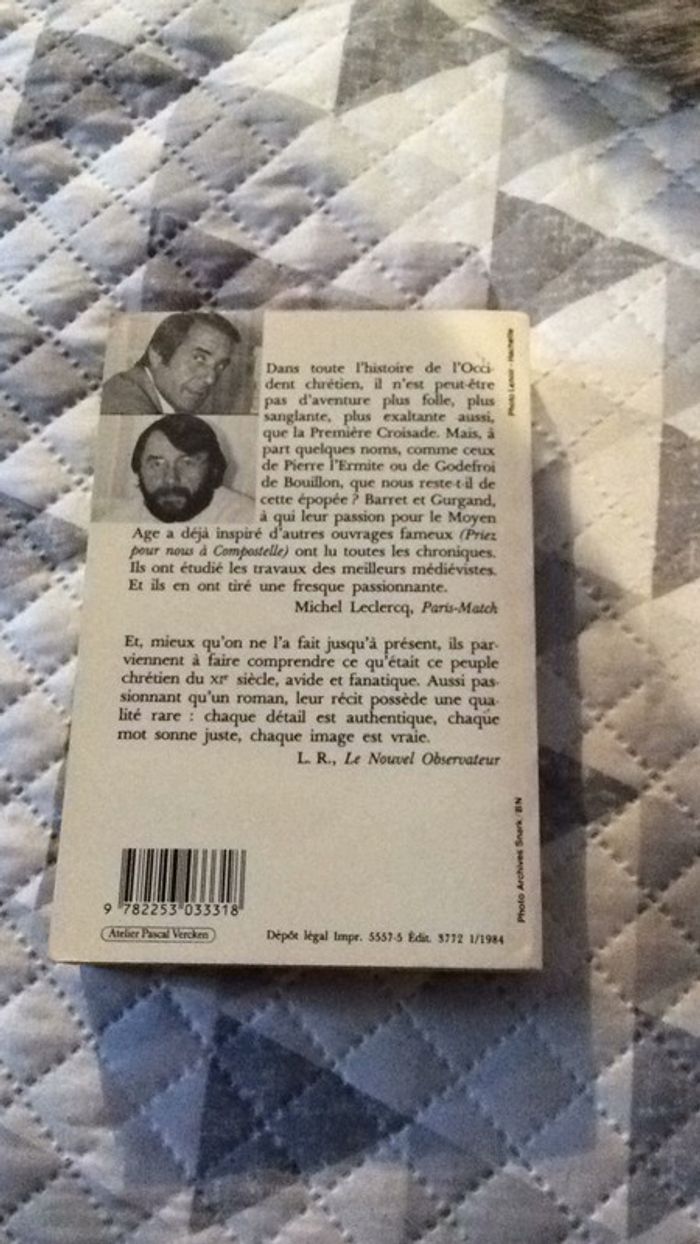 Photo Lenoir - Hachette
Dans toute l'histoire de l'Occi-
dent chrétien, il n'est peut-être
pas d'aventure plus folle, plus
sanglante, plus exaltante aussi,
que la Première Croisade. Mais, à
part quelques noms, comme ceux
de Pierre l'Ermite ou de Godefroi
de Bouillon, que nous reste-t-il de
cette épopée ? Barret et Gurgand,
à qui leur passion pour le Moyen
Age a déjà inspiré d'autres ouvrages fameux (Priez
pour nous à Compostelle) ont lu toutes les chroniques.
Ils ont étudié les travaux des meilleurs médiévistes.
Et ils en ont tiré une fresque passionnante.
Michel Leclercq, Paris-Match
Et, mieux qu'on ne l'a fait jusqu'à présent, ils par-
viennent à faire comprendre ce qu'était ce peuple
chrétien du XIe siècle, avide et fanatique. Aussi pas-
sionnant qu'un roman, leur récit possède une qua-
lité rare : chaque détail est authentique, chaque
mot sonne juste, chaque image est vraie.
L. R., Le Nouvel Observateur
Photo Archives Snark / BN
9 782253 033318
Atelier Pascal Vercken
Dépôt légal Impr. 5557-5 Édit. 3772 1/1984